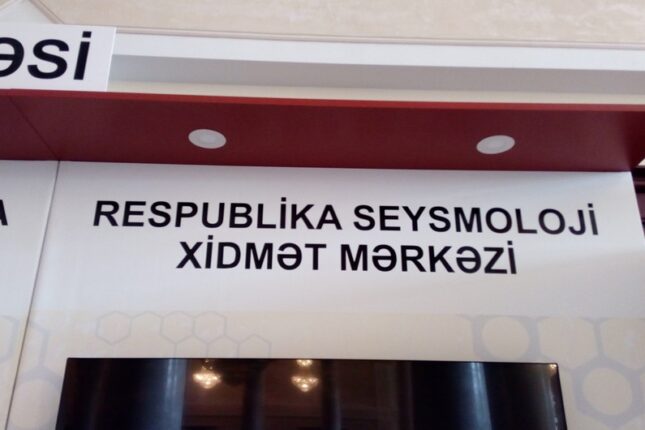 ƏSİ
RESPUBLİKA SEYSMOLOJİ
XİDMƏT MƏRKƏZİ